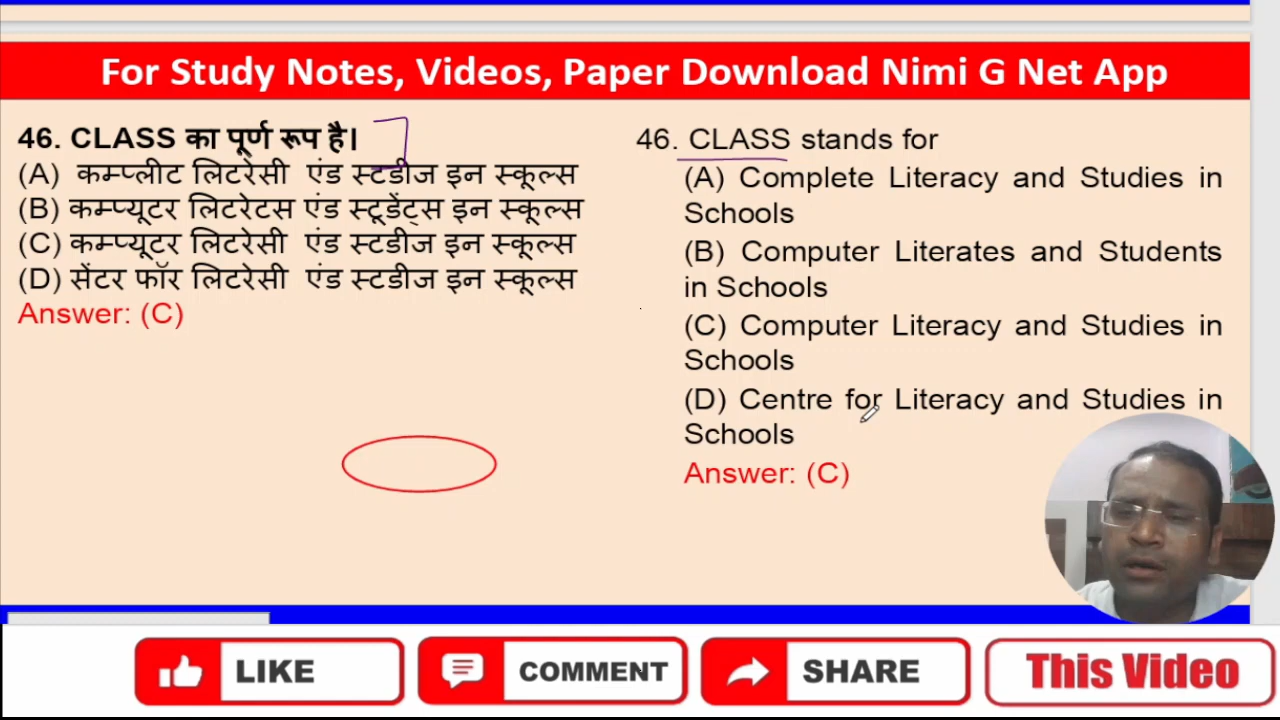 For Study Notes, Videos, Paper Download Nimi G Net App
46. CLASS का पूर्ण रूप है।
(A) कम्प्लीट लिटरेसी एंड स्टडीज इन स्कूल्स
(B) कम्प्यूटर लिटरेटस एंड स्टूडेंट्स इन स्कूल्स
(C) कम्प्यूटर लिटरेसी एंड स्टडीज इन स्कूल्स
(D) सेंटर फॉर लिटरेसी एंड स्टडीज इन स्कूल्स
Answer: (C)
46. CLASS stands for
(A) Complete Literacy and Studies in
Schools
(B) Computer Literates and Students
in Schools
(C) Computer Literacy and Studies in
Schools
(D) Centre for Literacy and Studies in
Schools
Answer: (C)
LIKE
COMMENT
SHARE
This Video